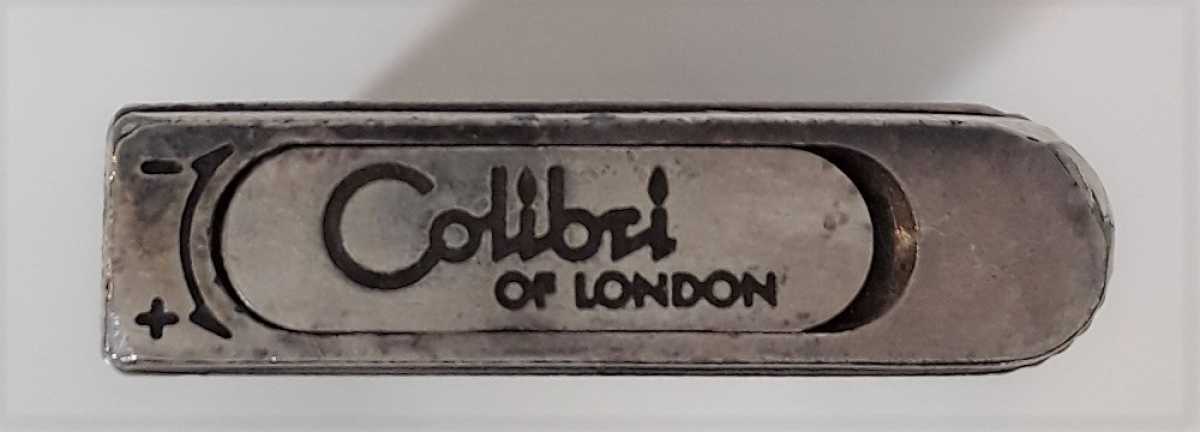 -
Colibri
OF LONDON
+